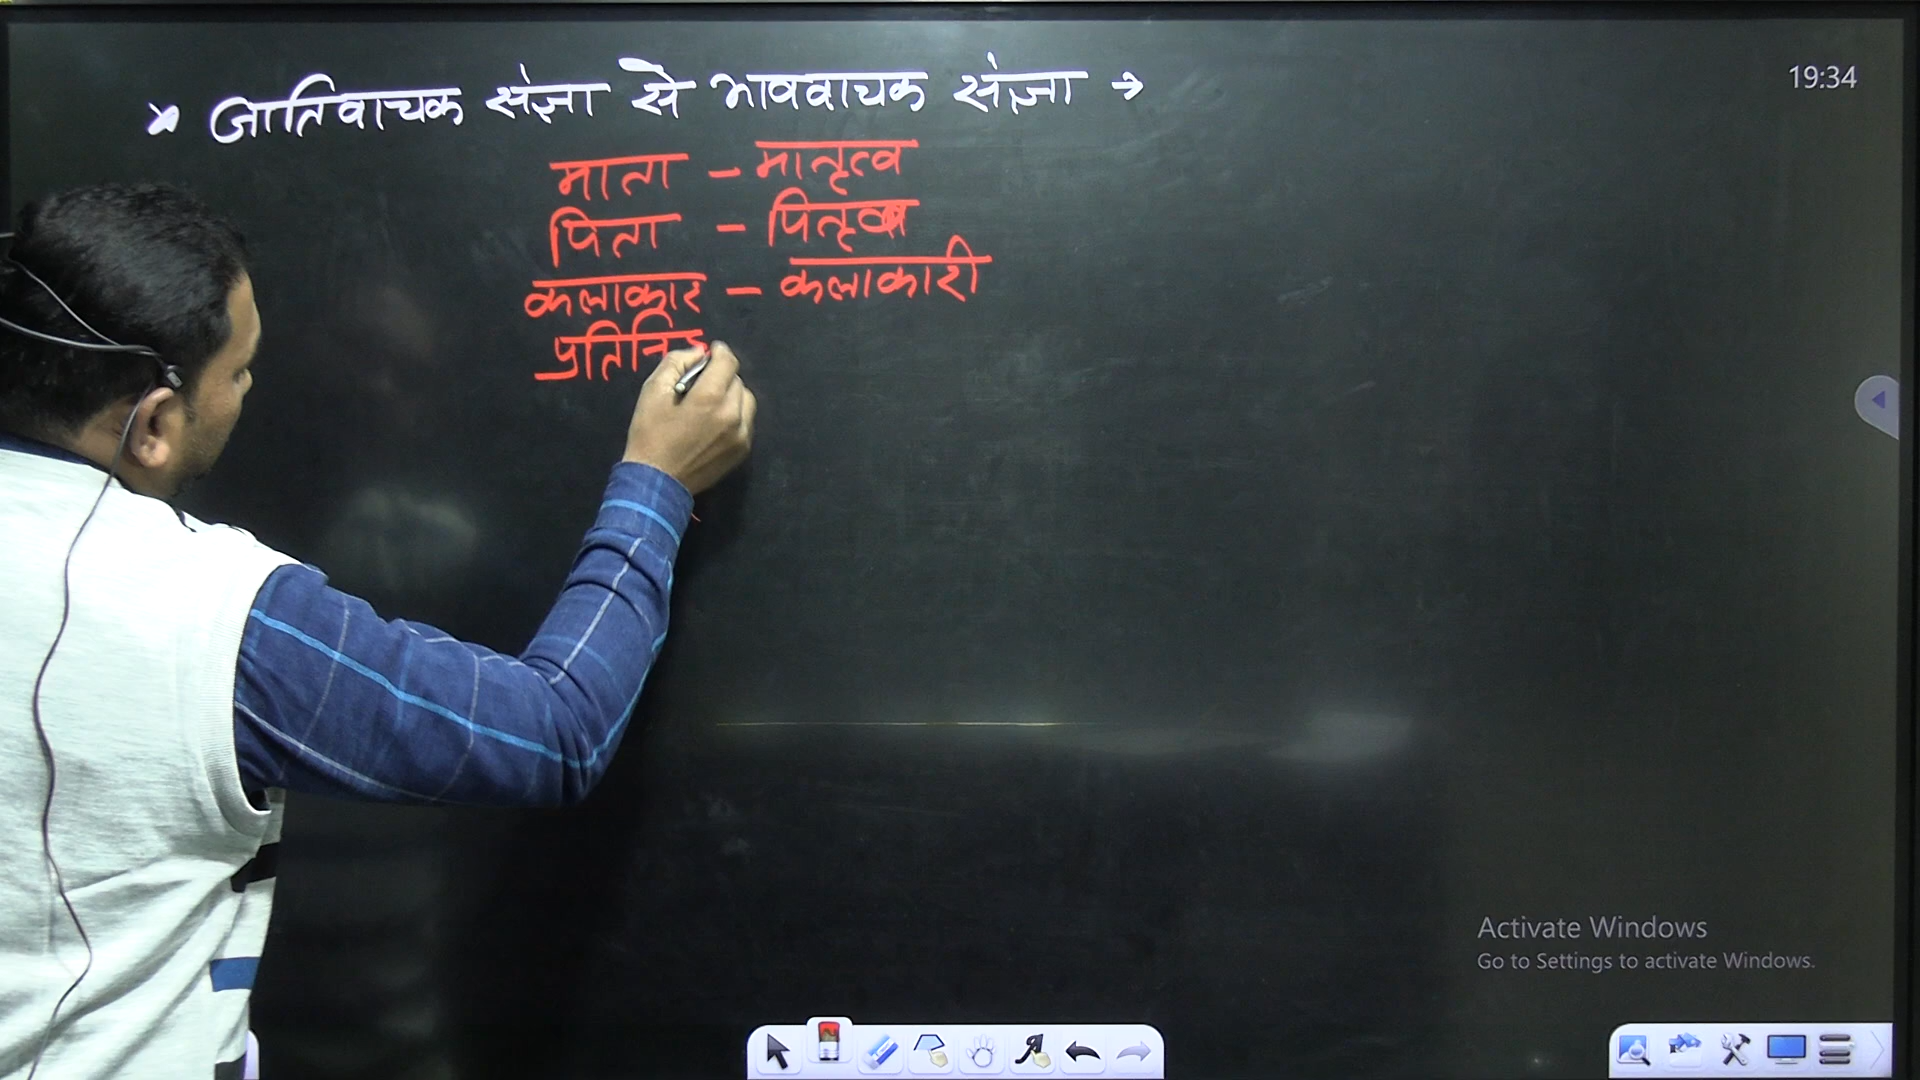 जातिवाचक संज्ञा से भाववाचक संज्ञा →
19:34
माता - मातृत्व
पिता - पितृत्व
कलाकार - कलाकारी
Activate Windows
Go to Settings to activate Windows.